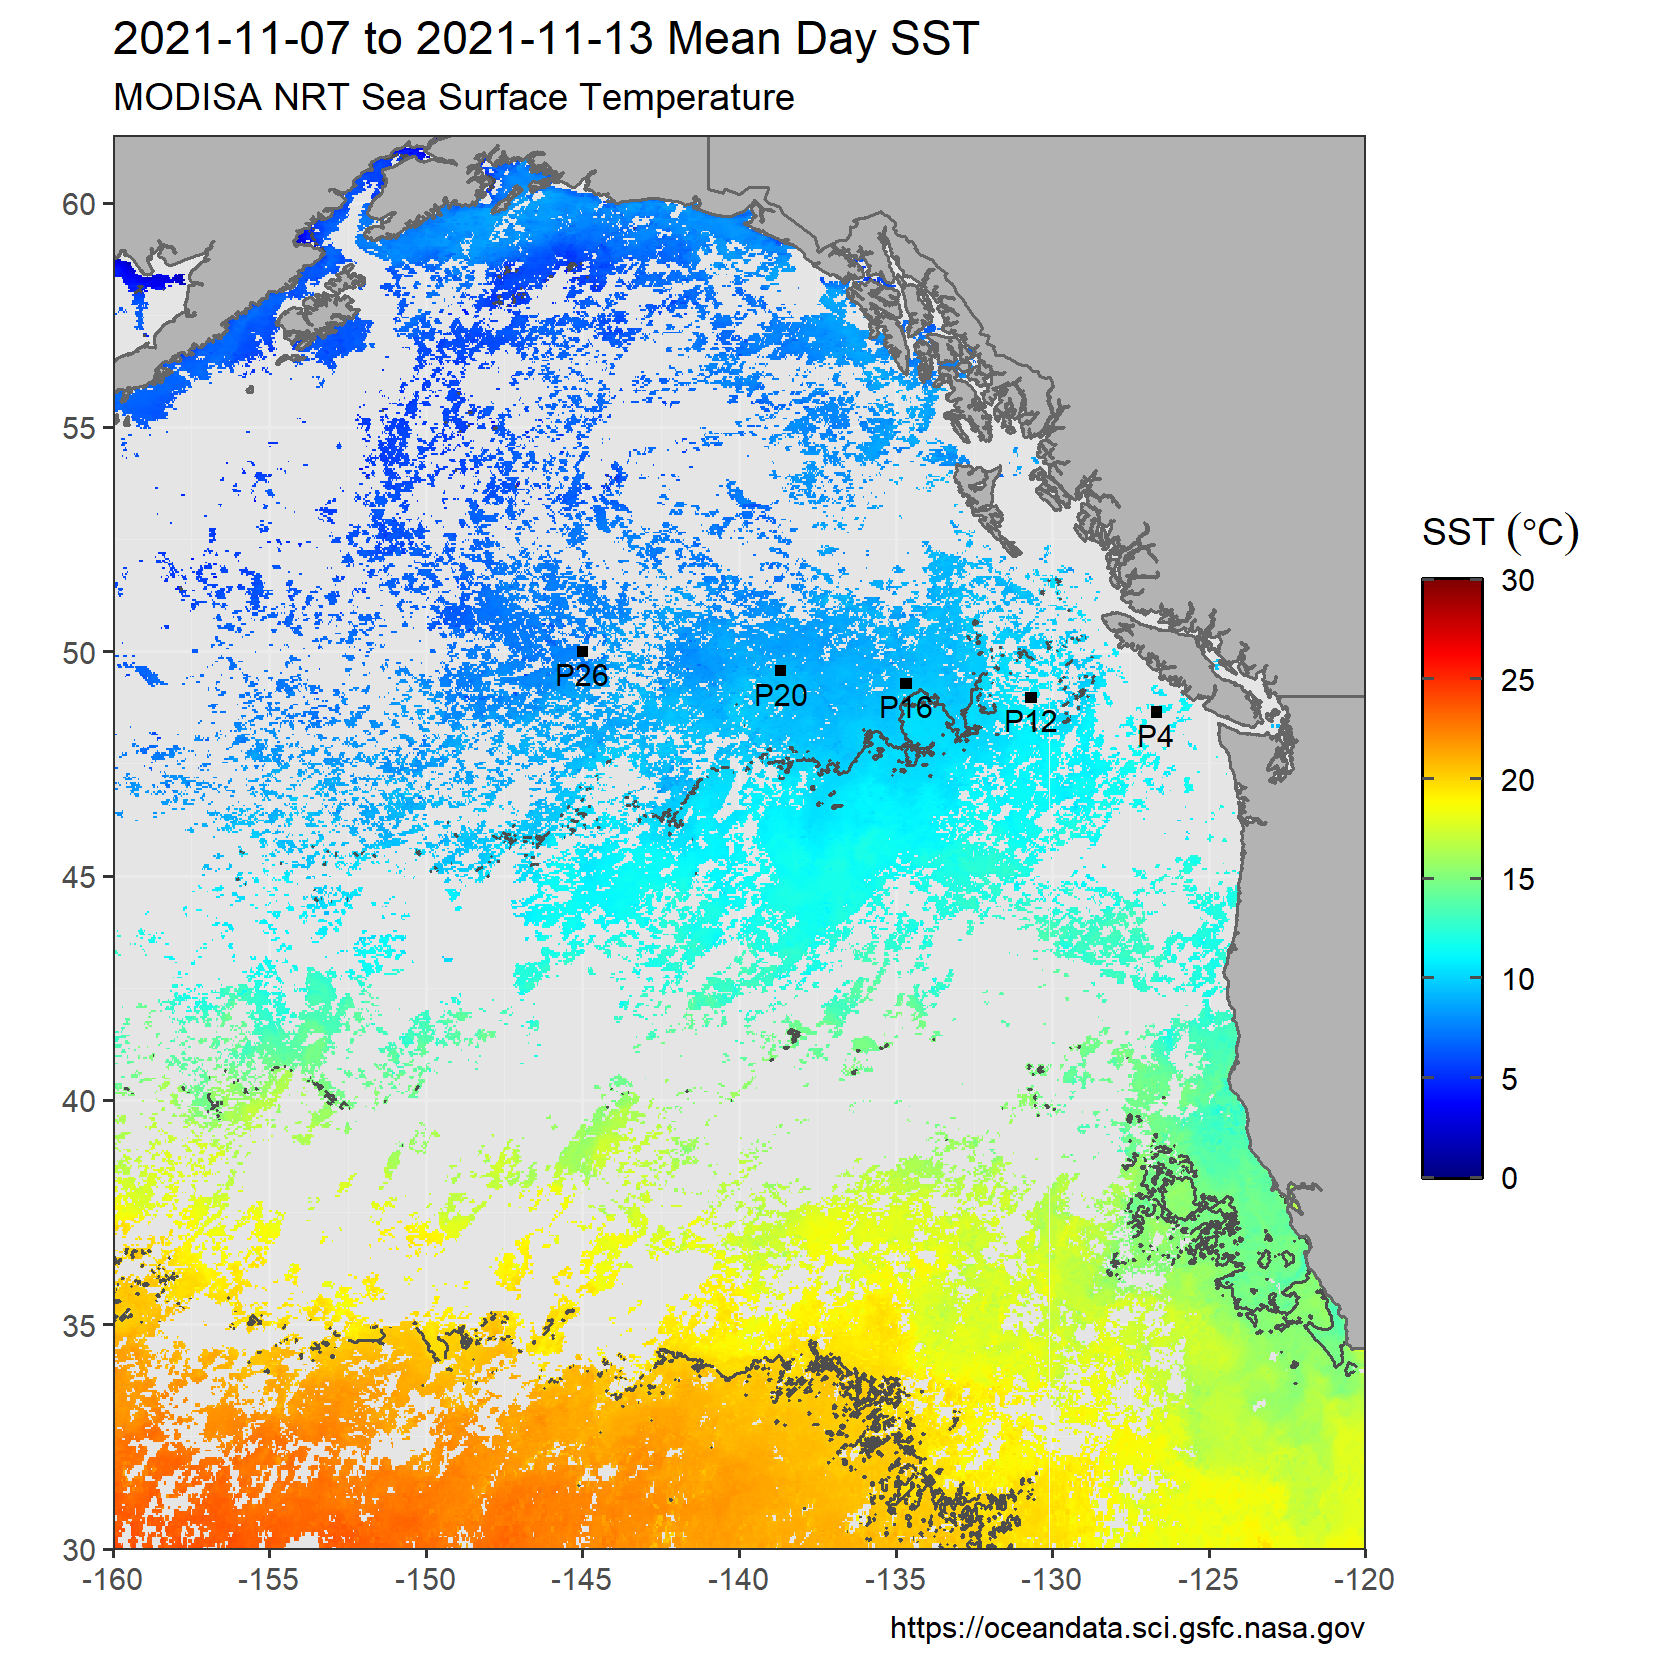 2021-11-07 to 2021-11-13 Mean Day SST
MODISA NRT Sea Surface Temperature
60
55
50
45
40
35
30
P26
P20
P16
P12
P4
-160
-155
-150
-145
-140
-135
-130
-125
-120
SST (°C)
30
25
20
15
10
5
0
https://oceandata.sci.gsfc.nasa.gov